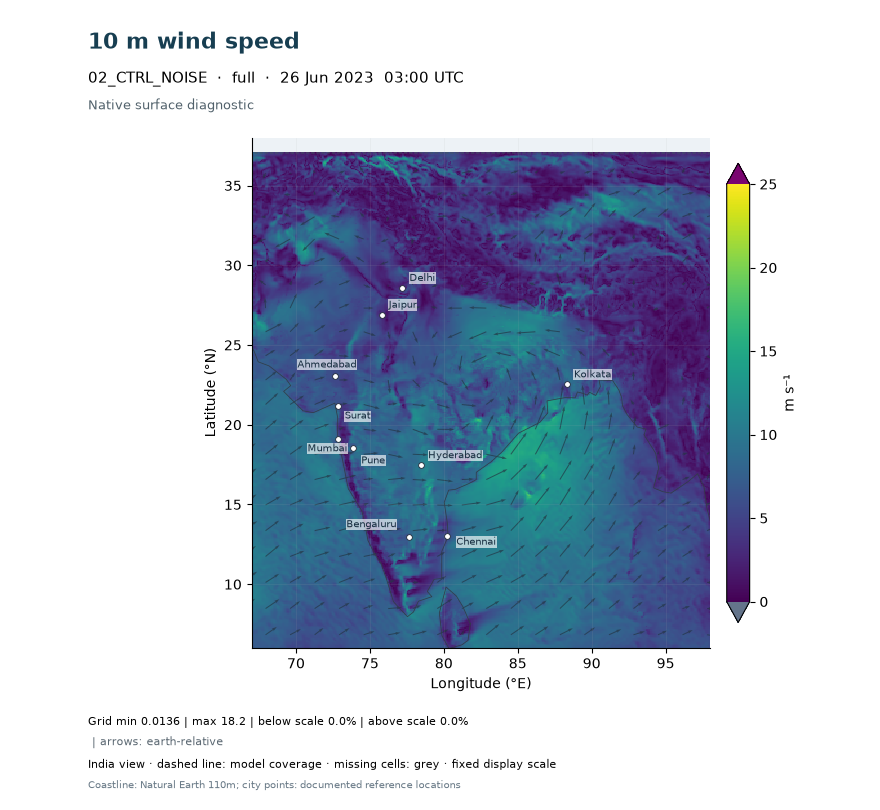 10 m wind speed
02_CTRL_NOISE · full · 26 Jun 2023 03:00 UTC
Native surface diagnostic
35
30
25
20
15
10
Latitude (°N)
Delhi
Jaipur
Ahmedabad
Kolkata
Surat
Mumbai
Pune
Hyderabad
Bengaluru
Chennai
70
75
80
85
90
95
Longitude (°E)
25
20
15
10
5
0
m s⁻¹
Grid min 0.0136 | max 18.2 | below scale 0.0% | above scale 0.0%
| arrows: earth-relative
India view · dashed line: model coverage · missing cells: grey · fixed display scale
Coastline: Natural Earth 110m; city points: documented reference locations